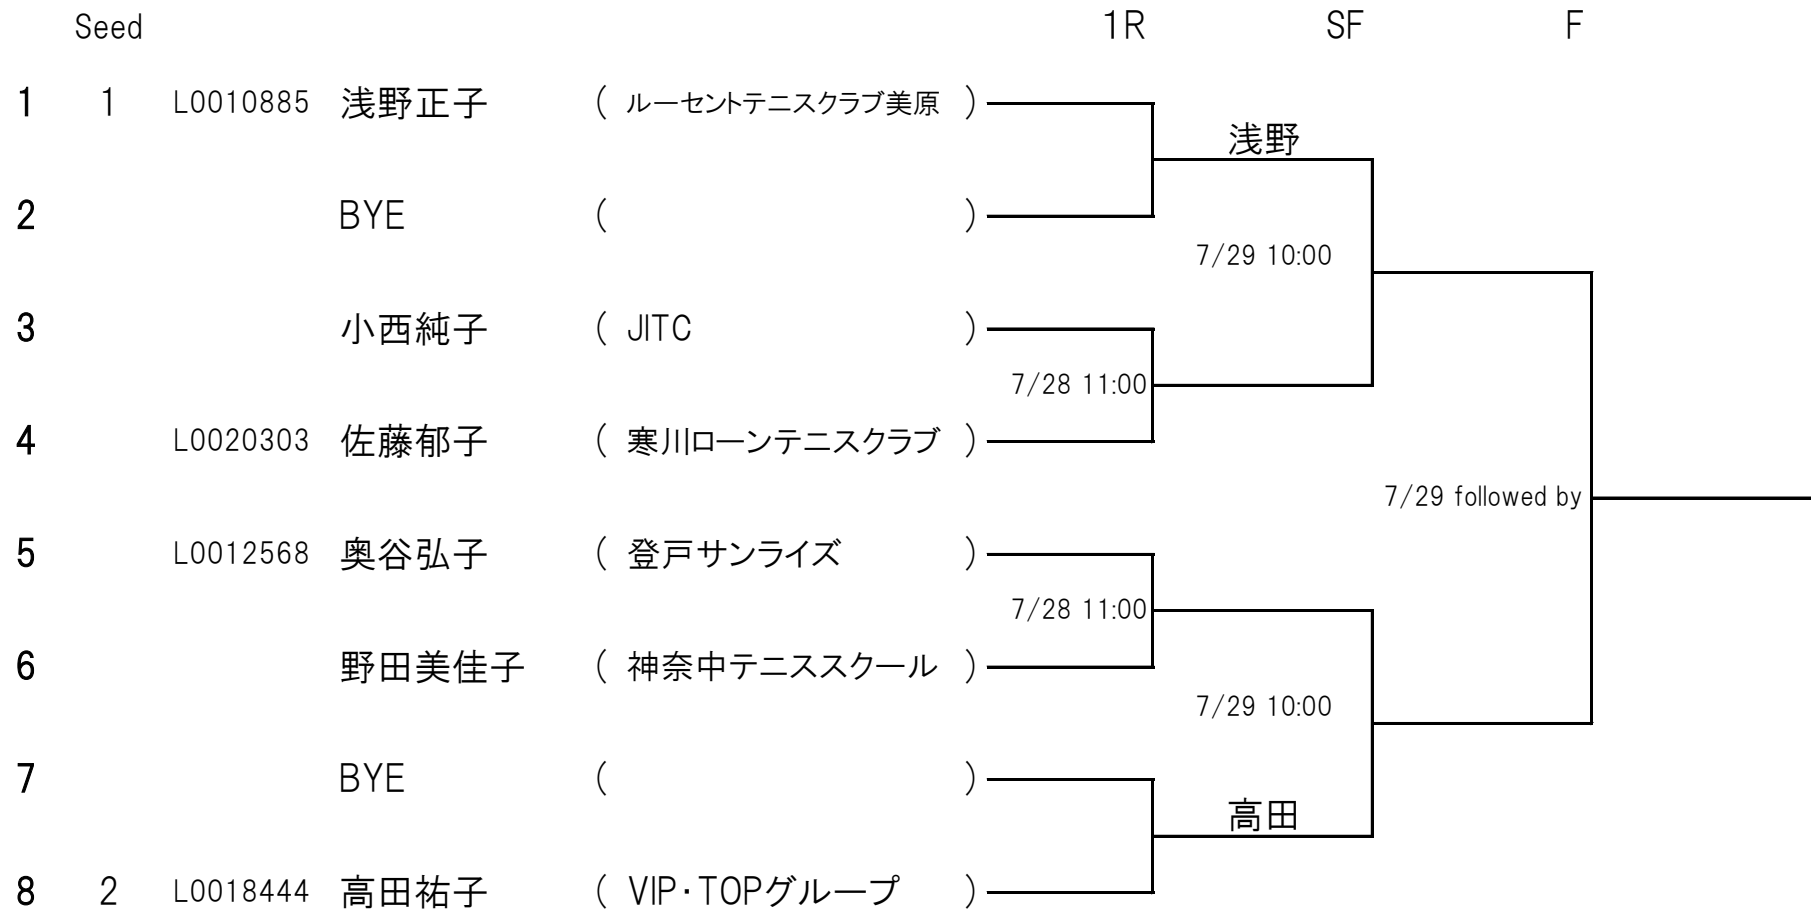 Seed 1R SF F
1 1 L0010885 浅野正子 ( ルーセントテニスクラブ美原 )
浅野
2 BYE ( )
7/29 10:00
3 小西純子 ( JITC )
7/28 11:00
4 L0020303 佐藤郁子 ( 寒川ローンテニスクラブ )
7/29 followed by
5 L0012568 奥谷弘子 ( 登戸サンライズ )
7/28 11:00
6 野田美佳子 ( 神奈中テニススクール )
7/29 10:00
7 BYE ( )
高田
8 2 L0018444 高田祐子 ( VIP・TOPグループ )